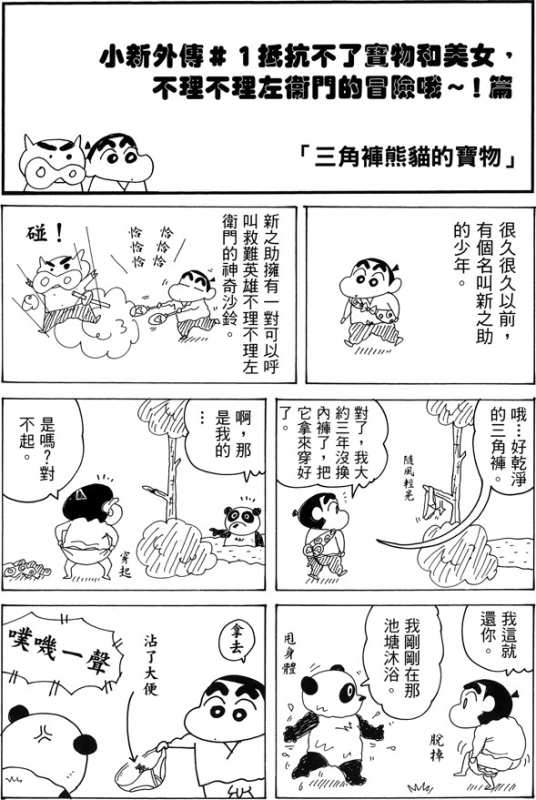 小新外傳＃１抵抗不了寶物和美女，
不理不理左衛門的冒險哦～！篇
「三角褲熊貓的寶物」
很久很久以前，
有個名叫新之助
的少年。
新之助擁有一對可以呼
叫救難英雄不理不理左
衛門的神奇沙鈴。
恰恰恰
恰恰恰
碰！
哦…好乾淨
的三角褲。
隨風輕晃
對了，我大
約三年沒換
內褲了，把
它拿來穿好
了。
啊，那
是我的
…
穿起
是嗎？對
不起。
我這就
還你。
脫掉
我剛剛在那
池塘沐浴。
甩身體
拿去
沾了大便
噗嘰一聲